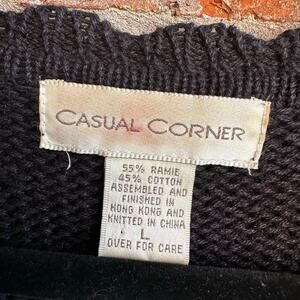 CASUAL CORNER
55% RAMIE
45% COTTON
ASSEMBLED AND
FINISHED IN
HONG KONG AND
KNITTED IN CHINA
L
OVER FOR CARE